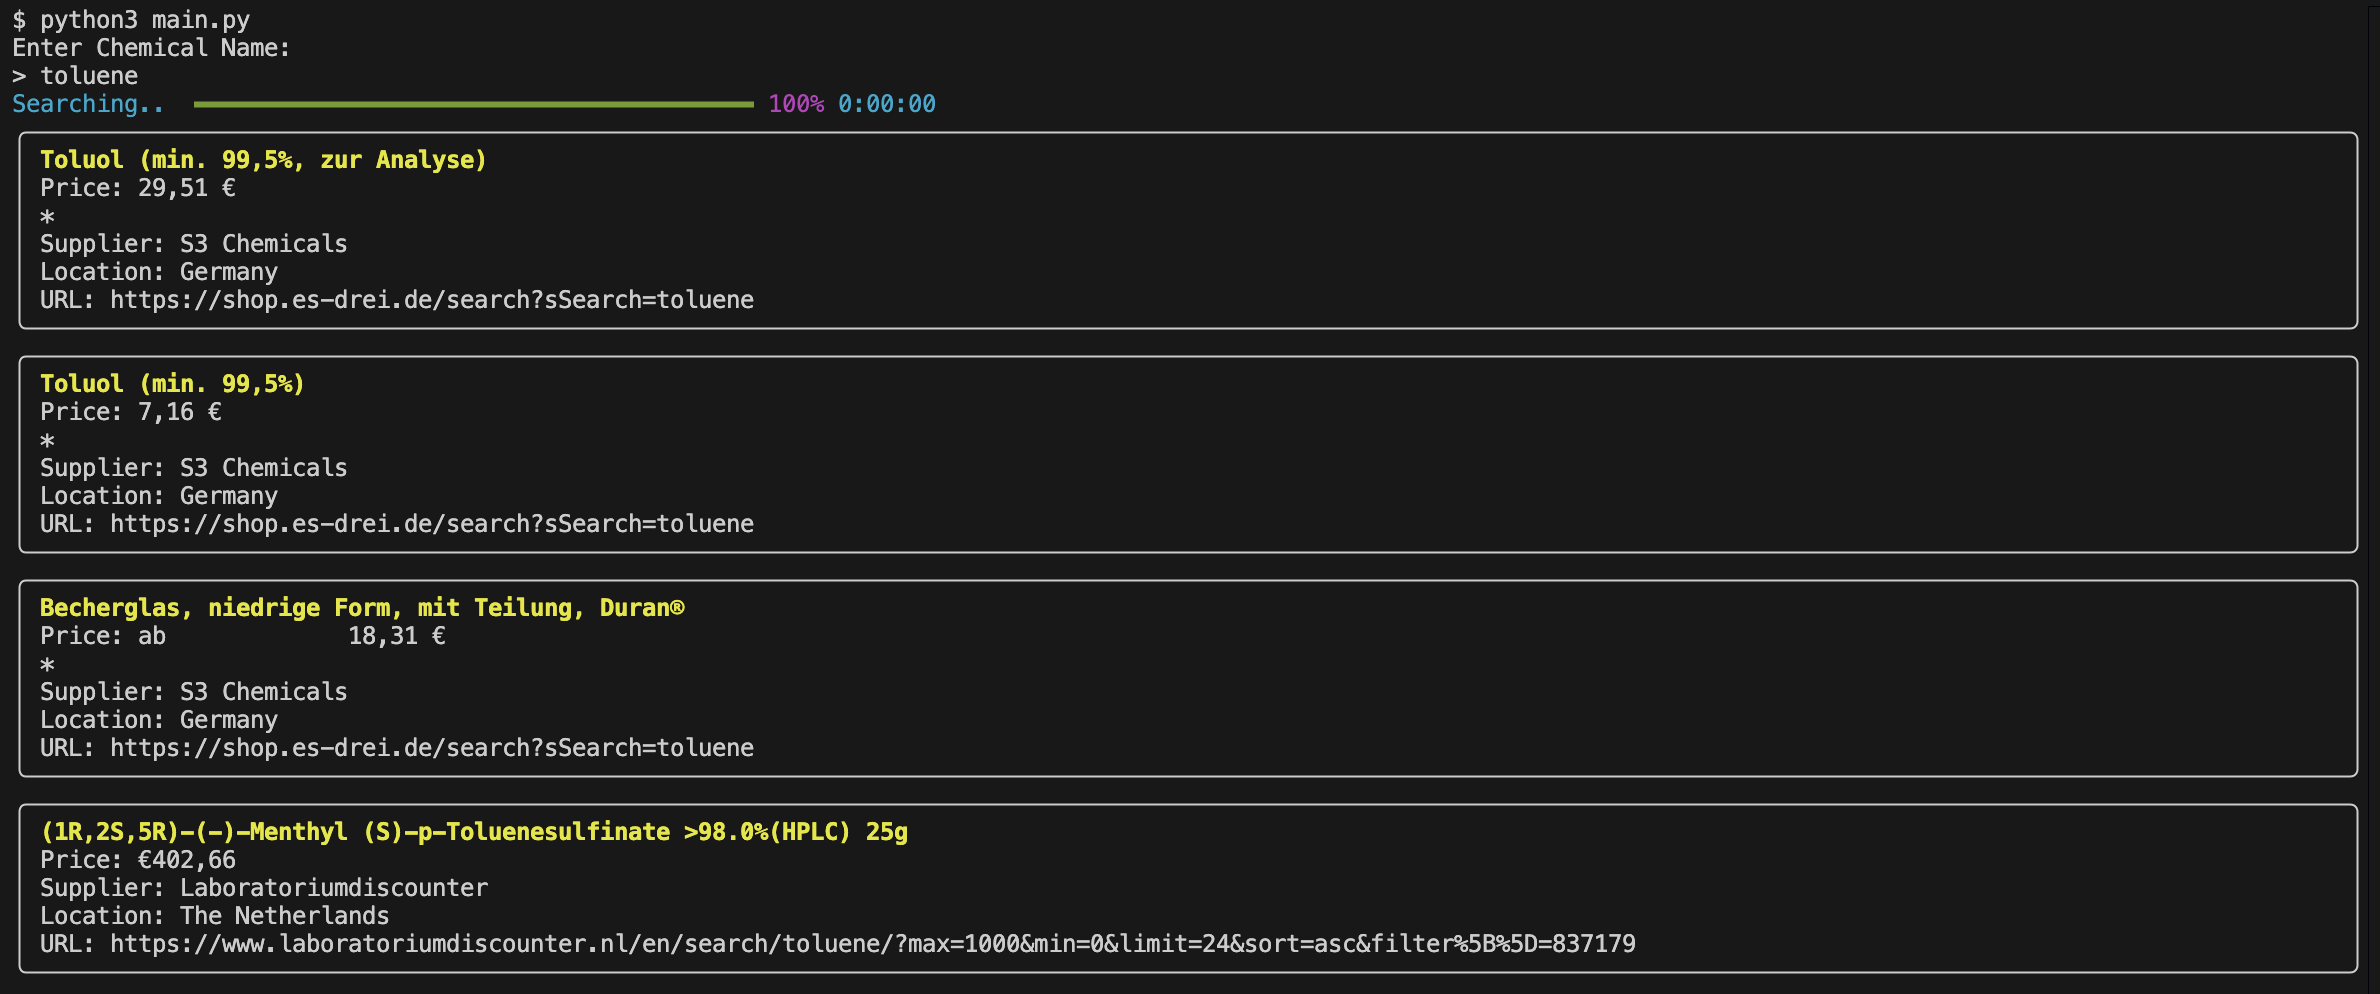 $ python3 main.py
Enter Chemical Name:
> toluene
Searching.. 100% 0:00:00
Toluol (min. 99,5%, zur Analyse)
Price: 29,51 €
*
Supplier: S3 Chemicals
Location: Germany
URL: https://shop.es-drei.de/search?sSearch=toluene
Toluol (min. 99,5%)
Price: 7,16 €
*
Supplier: S3 Chemicals
Location: Germany
URL: https://shop.es-drei.de/search?sSearch=toluene
Becherglas, niedrige Form, mit Teilung, Duran®
Price: ab             18,31 €
*
Supplier: S3 Chemicals
Location: Germany
URL: https://shop.es-drei.de/search?sSearch=toluene
(1R,2S,5R)-(-)-Menthyl (S)-p-Toluenesulfinate >98.0%(HPLC) 25g
Price: €402,66
Supplier: Laboratoriumdiscounter
Location: The Netherlands
URL: https://www.laboratoriumdiscounter.nl/en/search/toluene/?max=1000&min=0&limit=24&sort=asc&filter%5B%5D=837179